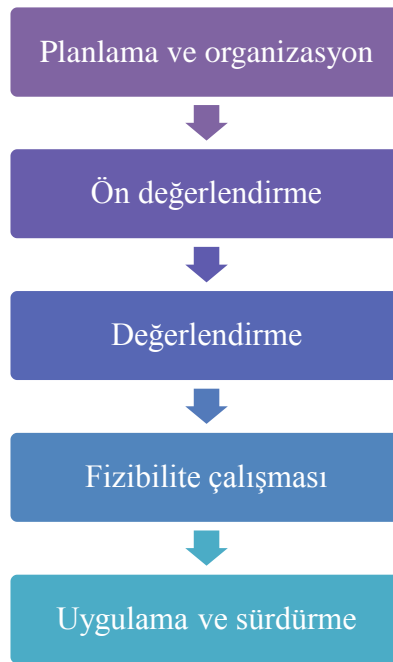 Planlama ve organizasyon
Ön değerlendirme
Değerlendirme
Fizibilite çalışması
Uygulama ve sürdürme